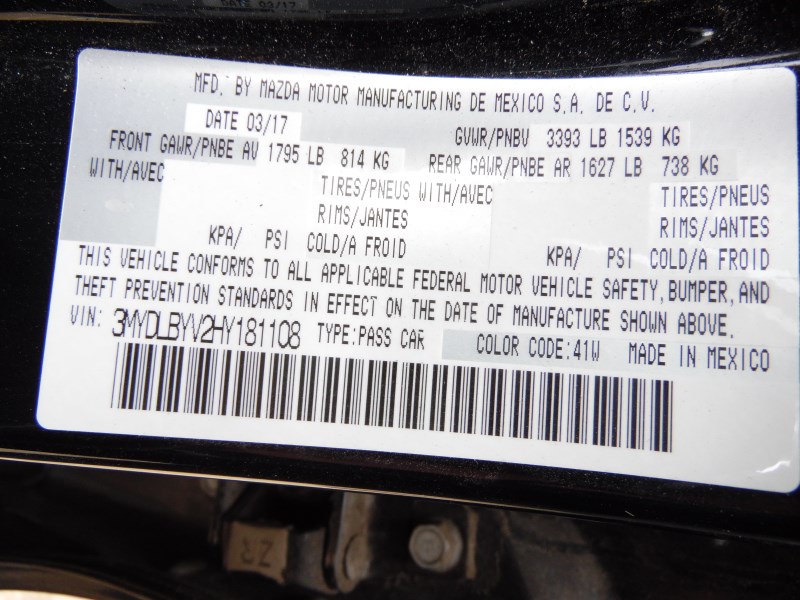 DATE 03/17
MFD. BY MAZDA MOTOR MANUFACTURING DE MEXICO S.A. DE C.V.
DATE 03/17 GVWR/PNBV 3393 LB 1539 KG
FRONT GAWR/PNBE AV 1795 LB 814 KG REAR GAWR/PNBE AR 1627 LB 738 KG
WITH/AVEC TIRES/PNEUS WITH/AVEC TIRES/PNEUS
RIMS/JANTES RIMS/JANTES
KPA/ PSI COLD/A FROID KPA/ PSI COLD/A FROID
THIS VEHICLE CONFORMS TO ALL APPLICABLE FEDERAL MOTOR VEHICLE SAFETY, BUMPER, AND
THEFT PREVENTION STANDARDS IN EFFECT ON THE DATE OF MANUFACTURE SHOWN ABOVE.
VIN: 3MYDLBYV2HY181108 TYPE:PASS CAR COLOR CODE:41W MADE IN MEXICO
ZR